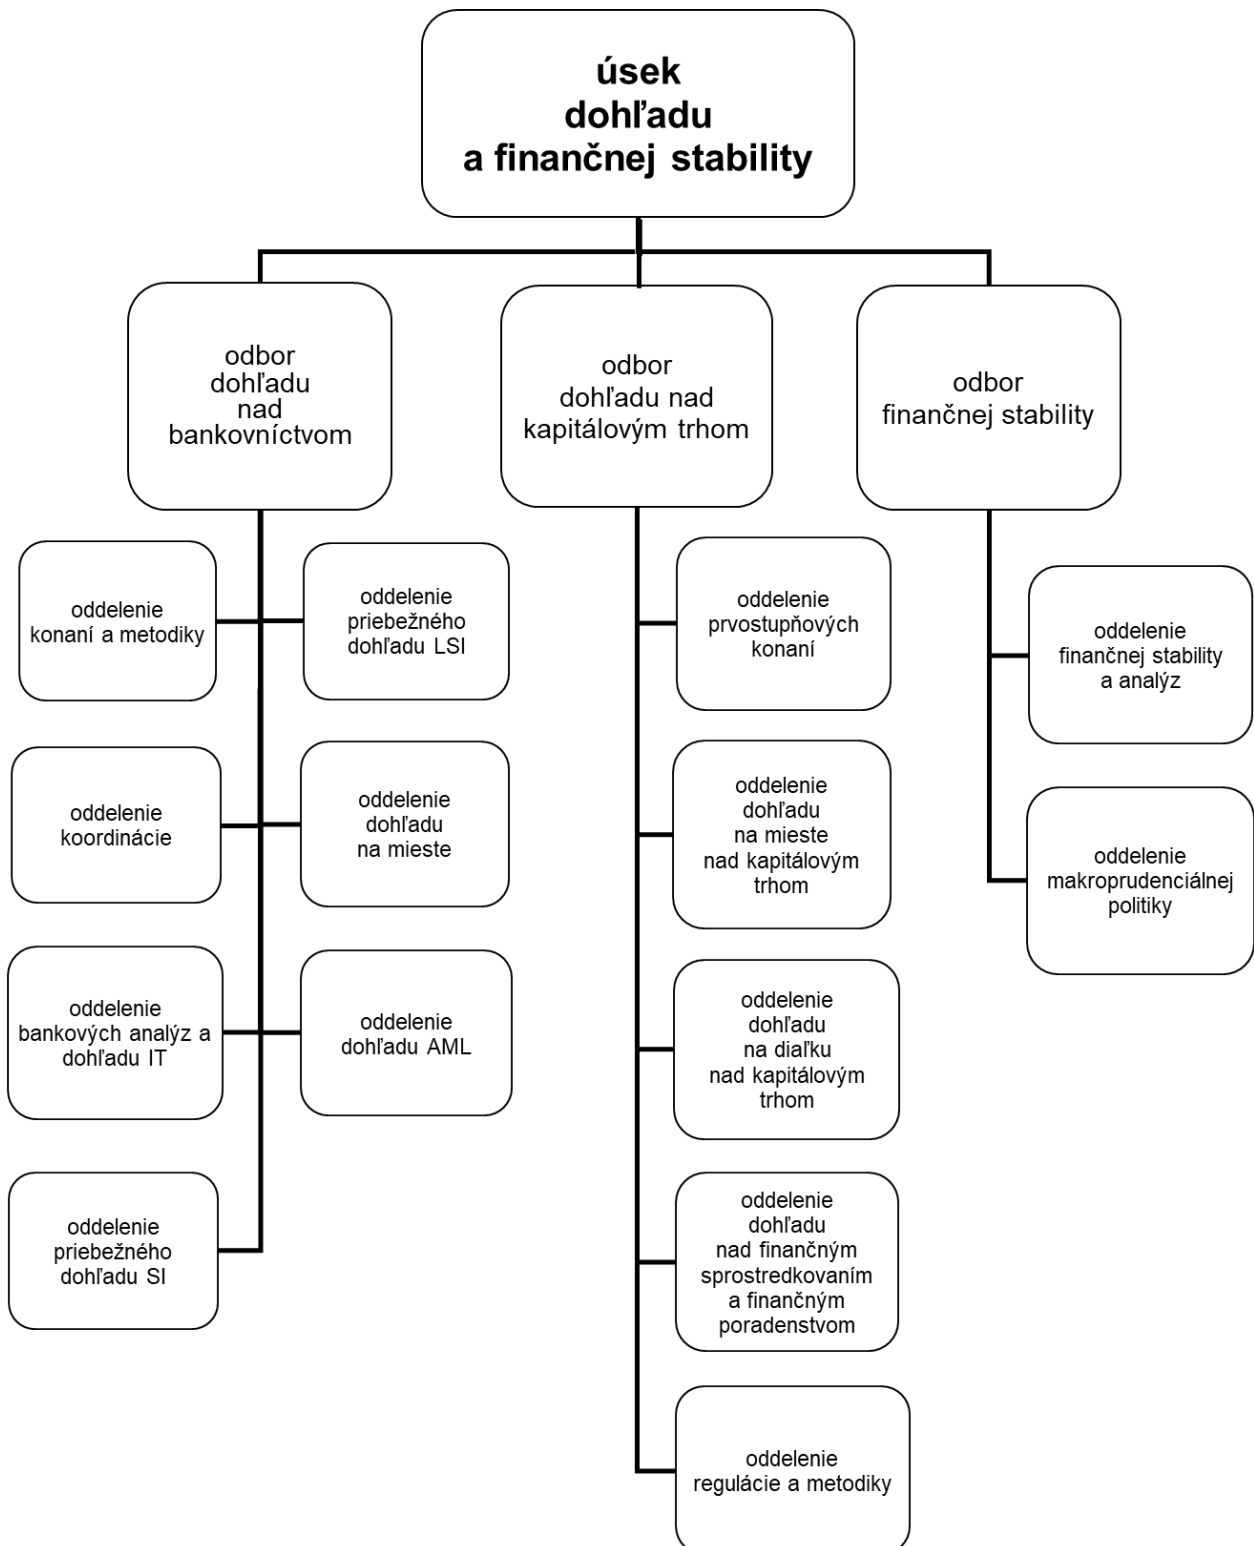 úsek
dohľadu
a finančnej stability
odbor
dohľadu
nad
bankovníctvom
odbor
dohľadu nad
kapitálovým trhom
odbor
finančnej stability
oddelenie
konaní a metodiky
oddelenie
priebežného
dohľadu LSI
oddelenie
koordinácie
oddelenie
dohľadu
na mieste
oddelenie
bankových analýz a
dohľadu IT
oddelenie
dohľadu AML
oddelenie
priebežného
dohľadu SI
oddelenie
prvostupňových
konaní
oddelenie
dohľadu
na mieste
nad kapitálovým
trhom
oddelenie
dohľadu
na diaľku
nad kapitálovým
trhom
oddelenie
dohľadu
nad finančným
sprostredkovaním
a finančným
poradenstvom
oddelenie
regulácie a metodiky
oddelenie
finančnej stability
a analýz
oddelenie
makroprudenciálnej
politiky